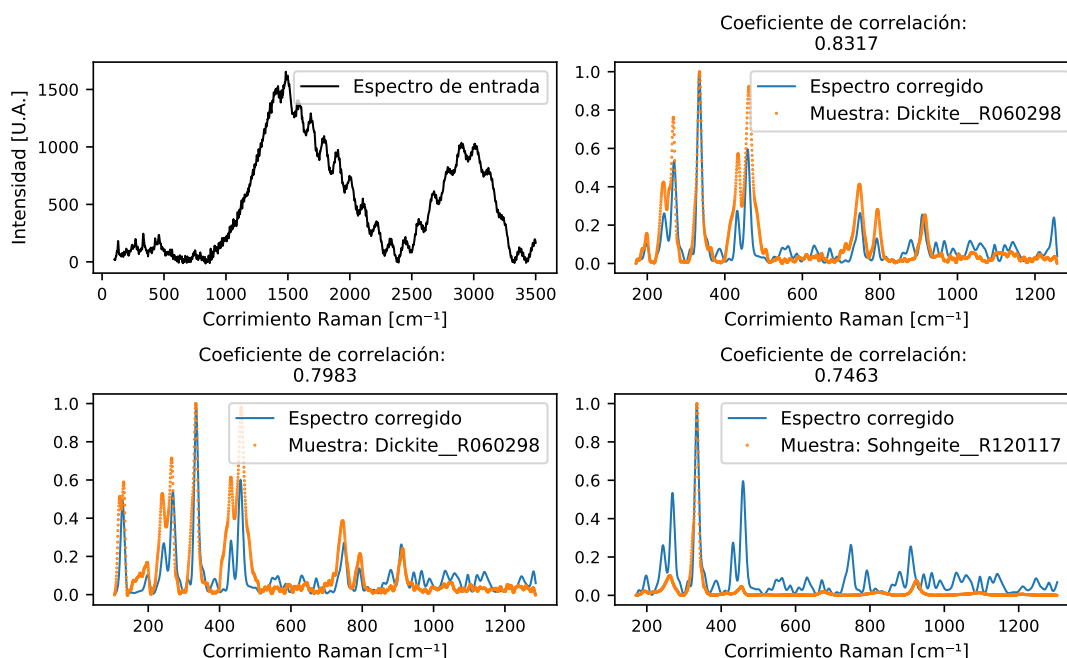 Coeficiente de correlación:
0.8317
Espectro de entrada
Intensidad [U.A.]
1500
1000
500
0
0 500 1000 1500 2000 2500 3000 3500
Corrimiento Raman [cm⁻¹]
Espectro corregido
Muestra: Dickite__R060298
1.0
0.8
0.6
0.4
0.2
0.0
200 400 600 800 1000 1200
Corrimiento Raman [cm⁻¹]
Coeficiente de correlación:
0.7983
Espectro corregido
Muestra: Dickite__R060298
1.0
0.8
0.6
0.4
0.2
0.0
200 400 600 800 1000 1200
Corrimiento Raman [cm⁻¹]
Coeficiente de correlación:
0.7463
Espectro corregido
Muestra: Sohngeite__R120117
1.0
0.8
0.6
0.4
0.2
0.0
200 400 600 800 1000 1200
Corrimiento Raman [cm⁻¹]